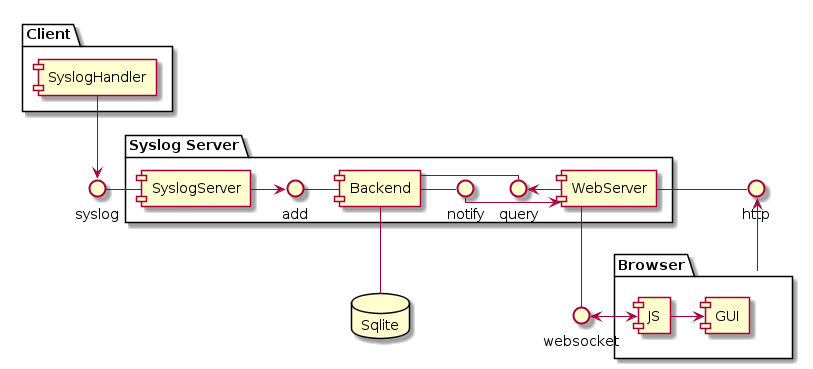 Client
SyslogHandler
Syslog Server
SyslogServer
Backend
WebServer
syslog
add
notify
query
http
Browser
JS
GUI
Sqlite
websocket